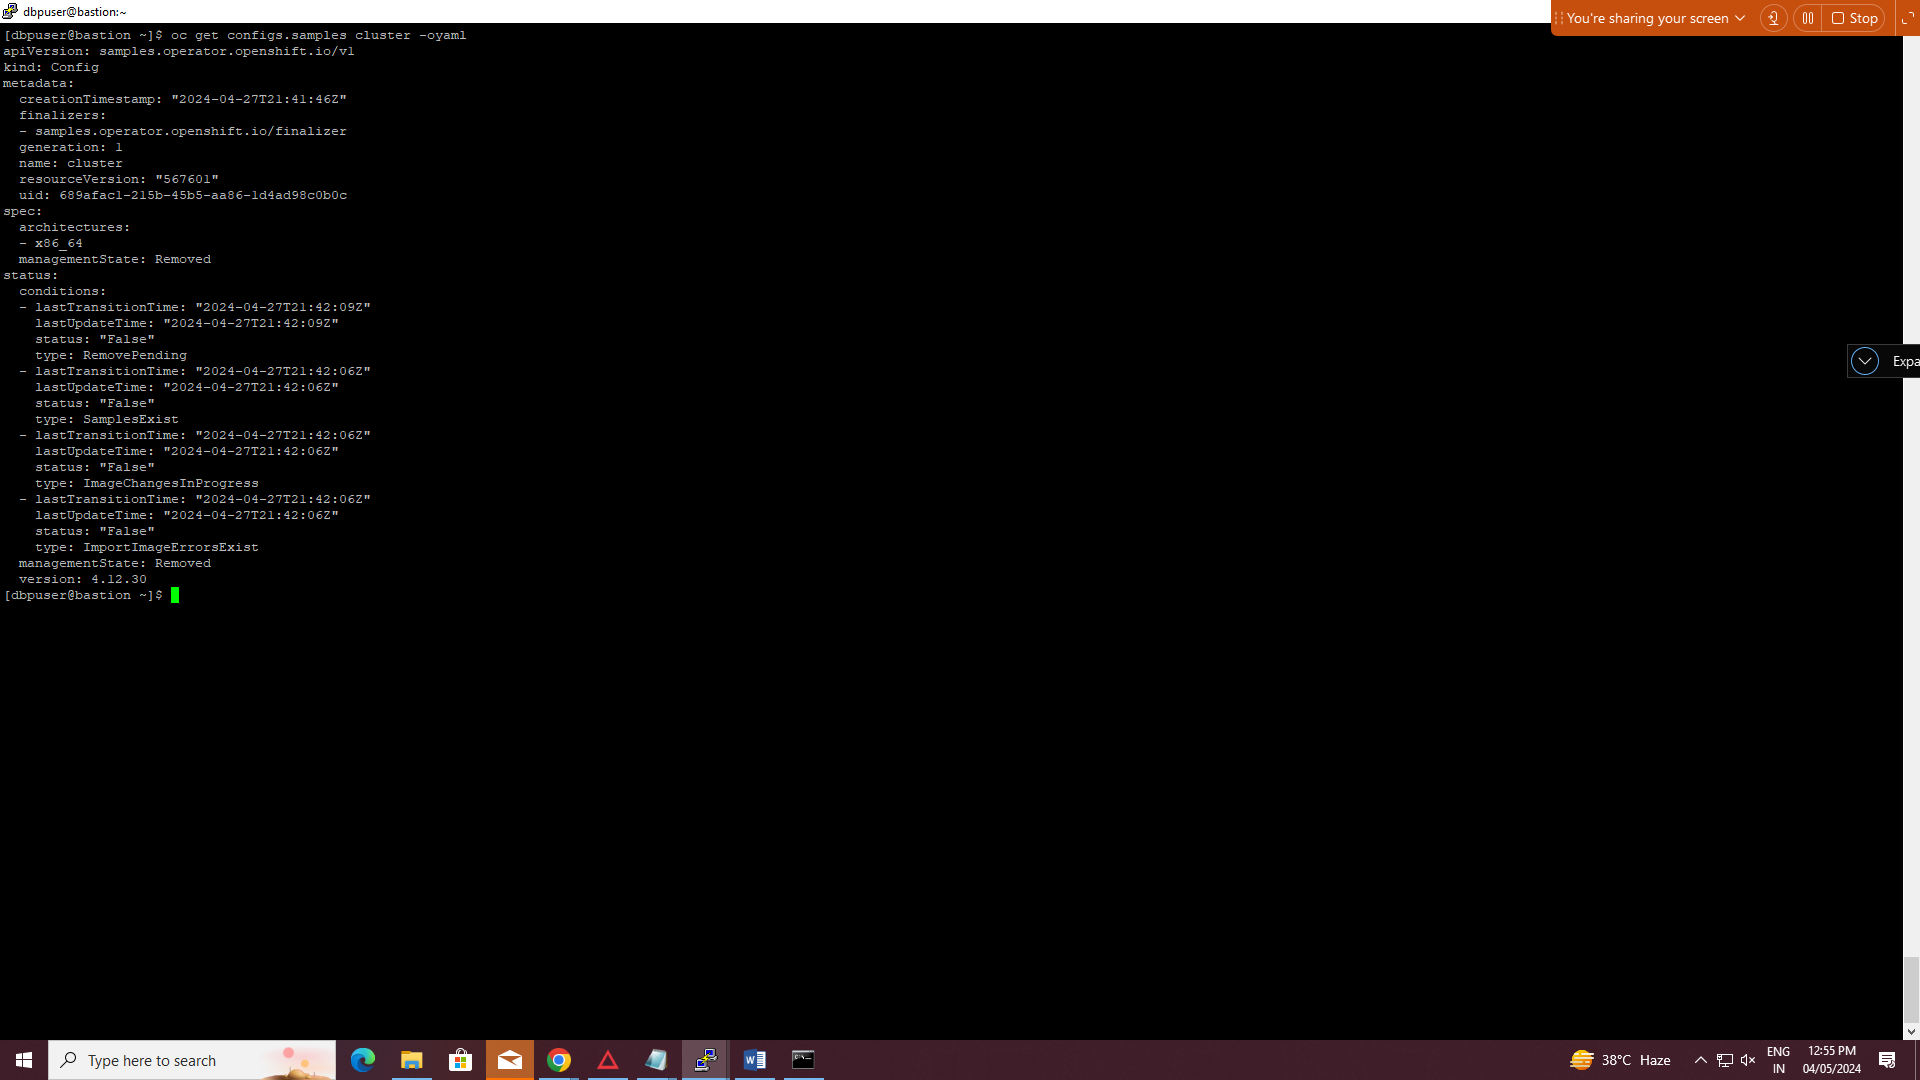 dbpuser@bastion:~
You're sharing your screen
Stop
[dbpuser@bastion ~]$ oc get configs.samples cluster -oyaml
apiVersion: samples.operator.openshift.io/v1
kind: Config
metadata:
  creationTimestamp: "2024-04-27T21:41:46Z"
  finalizers:
  - samples.operator.openshift.io/finalizer
  generation: 1
  name: cluster
  resourceVersion: "567601"
  uid: 689afac1-215b-45b5-aa86-1d4ad98c0b0c
spec:
  architectures:
  - x86_64
  managementState: Removed
status:
  conditions:
  - lastTransitionTime: "2024-04-27T21:42:09Z"
    lastUpdateTime: "2024-04-27T21:42:09Z"
    status: "False"
    type: RemovePending
  - lastTransitionTime: "2024-04-27T21:42:06Z"
    lastUpdateTime: "2024-04-27T21:42:06Z"
    status: "False"
    type: SamplesExist
  - lastTransitionTime: "2024-04-27T21:42:06Z"
    lastUpdateTime: "2024-04-27T21:42:06Z"
    status: "False"
    type: ImageChangesInProgress
  - lastTransitionTime: "2024-04-27T21:42:06Z"
    lastUpdateTime: "2024-04-27T21:42:06Z"
    status: "False"
    type: ImportImageErrorsExist
  managementState: Removed
  version: 4.12.30
[dbpuser@bastion ~]$
Expa
Type here to search
38°C Haze
ENG
IN
12:55 PM
04/05/2024